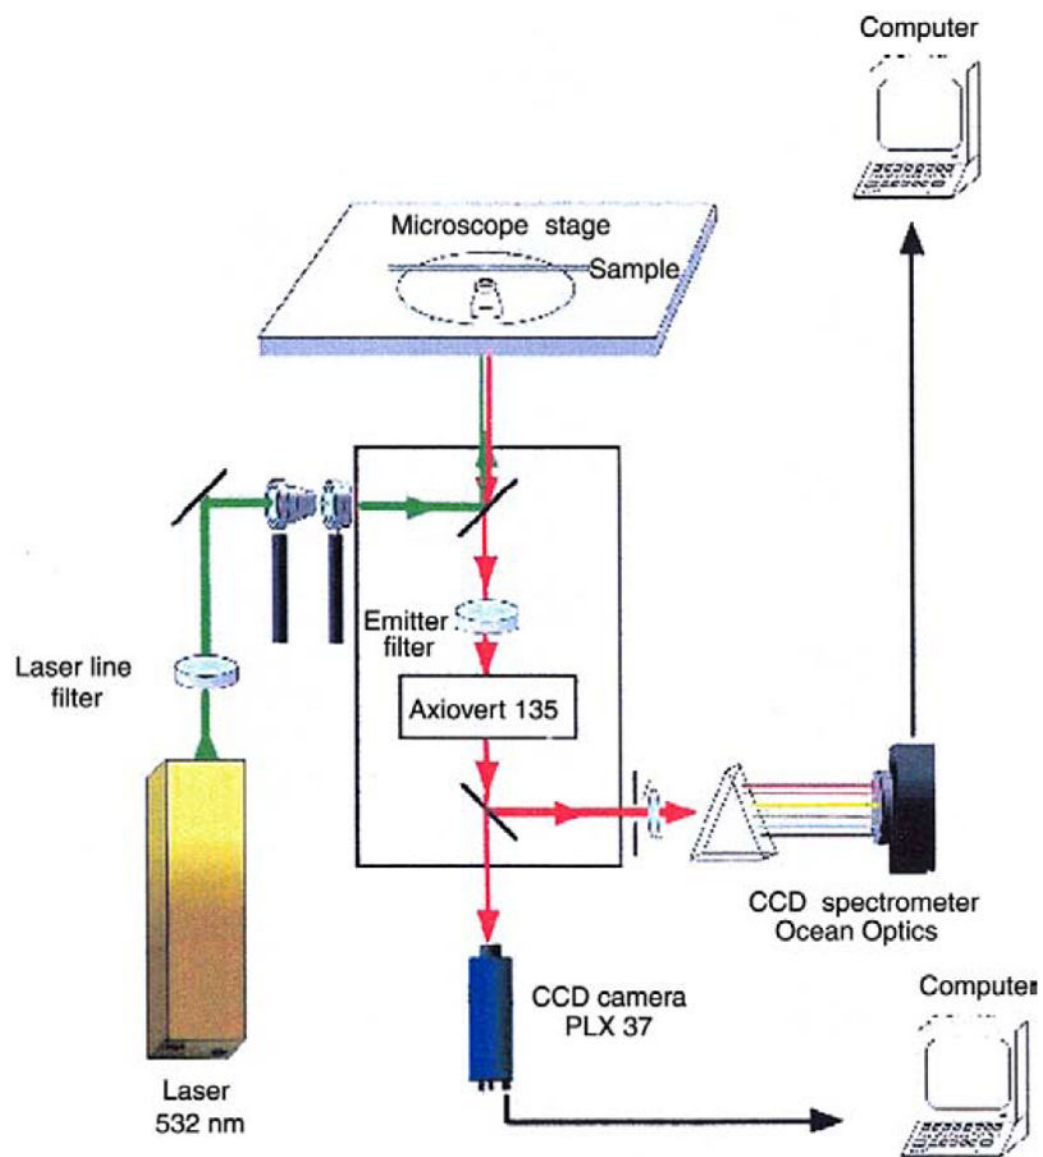 Computer
Microscope stage
Sample
Emitter
filter
Laser line
filter
Axiovert 135
CCD spectrometer
Ocean Optics
CCD camera
PLX 37
Computer
Laser
532 nm